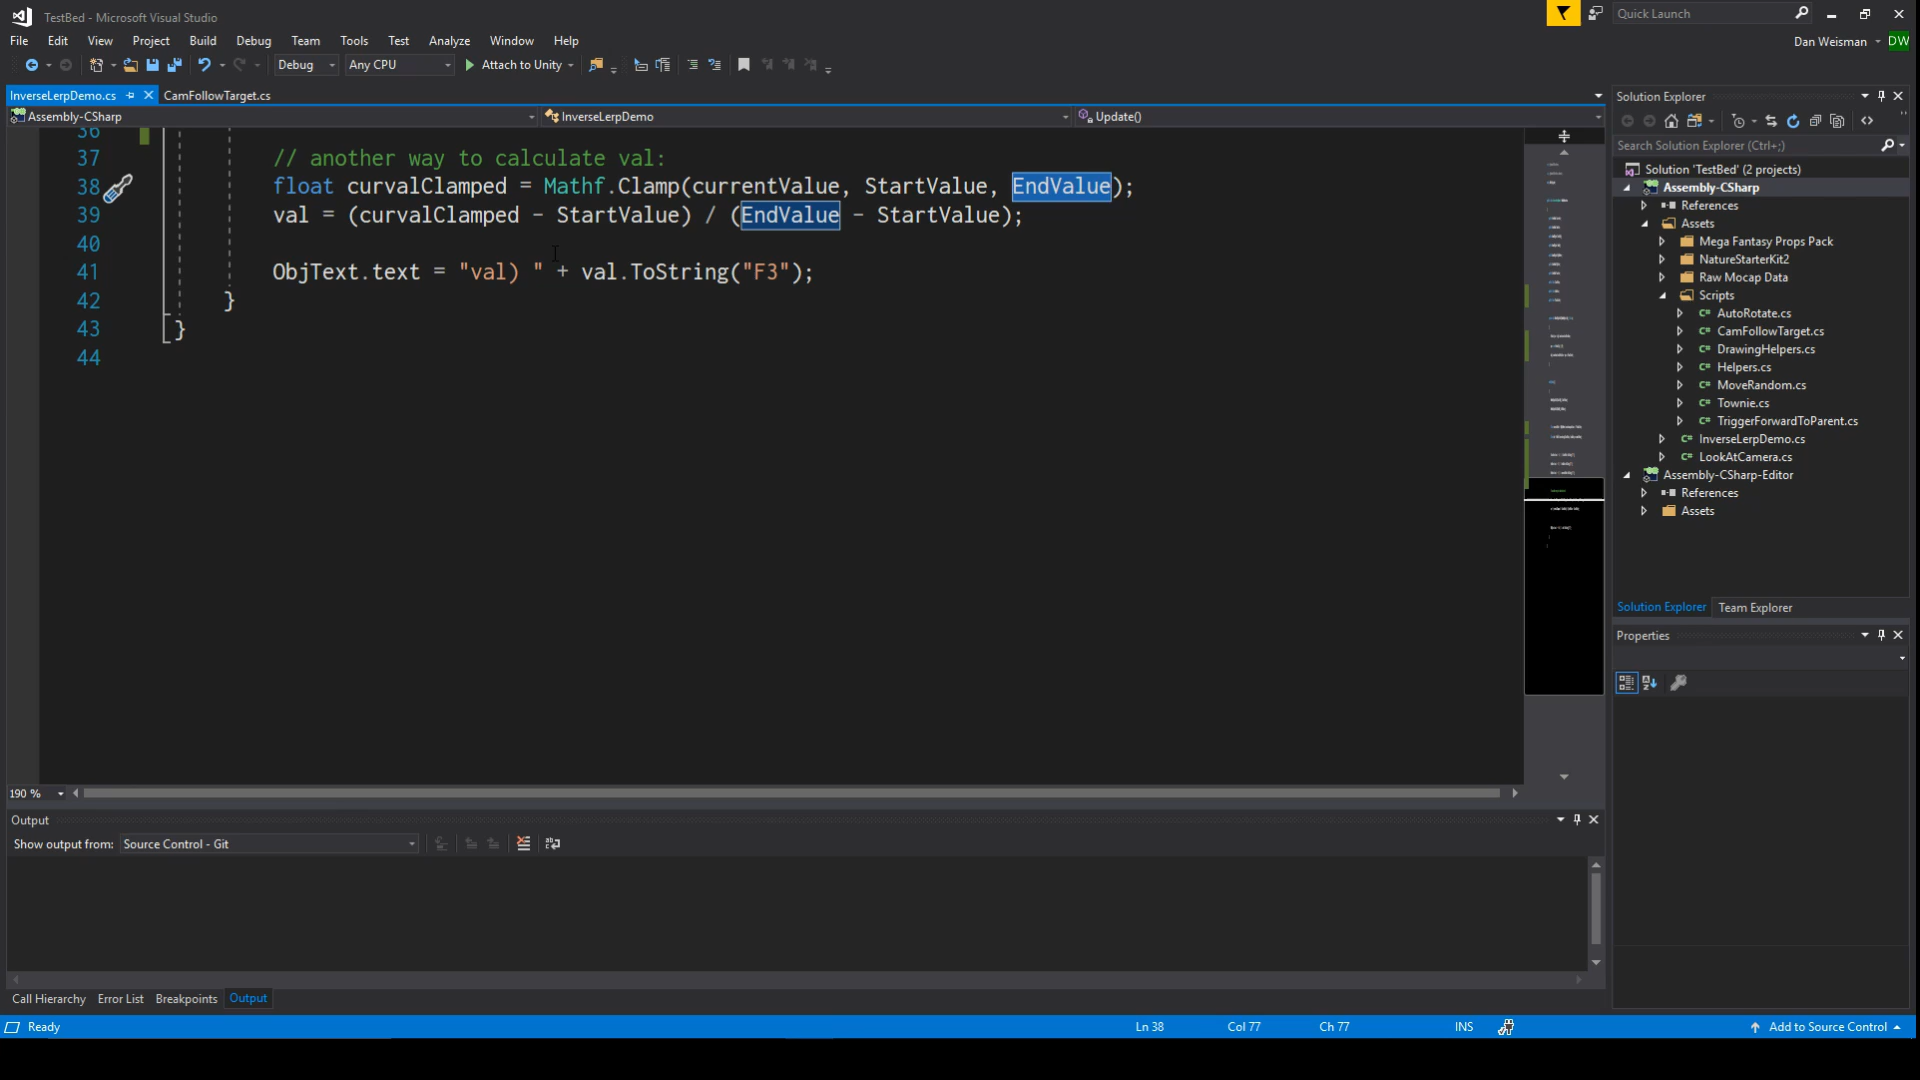 TestBed - Microsoft Visual Studio
Quick Launch
File Edit View Project Build Debug Team Tools Test Analyze Window Help
Dan Weisman DW
Debug Any CPU Attach to Unity
InverseLerpDemo.cs CamFollowTarget.cs
Assembly-CSharp InverseLerpDemo Update()
36
37 // another way to calculate val:
38 float curvalClamped = Mathf.Clamp(currentValue, StartValue, EndValue);
39 val = (curvalClamped - StartValue) / (EndValue - StartValue);
40
41 ObjText.text = "val) " + val.ToString("F3");
42 }
43 }
44
190 %
Solution Explorer
Search Solution Explorer (Ctrl+;)
Solution 'TestBed' (2 projects)
Assembly-CSharp
References
Assets
Mega Fantasy Props Pack
NatureStarterKit2
Raw Mocap Data
Scripts
C# AutoRotate.cs
C# CamFollowTarget.cs
C# DrawingHelpers.cs
C# Helpers.cs
C# MoveRandom.cs
C# Townie.cs
C# TriggerForwardToParent.cs
C# InverseLerpDemo.cs
C# LookAtCamera.cs
Assembly-CSharp-Editor
References
Assets
Solution Explorer Team Explorer
Properties
Output
Show output from: Source Control - Git
Call Hierarchy Error List Breakpoints Output
Ready Ln 38 Col 77 Ch 77 INS Add to Source Control